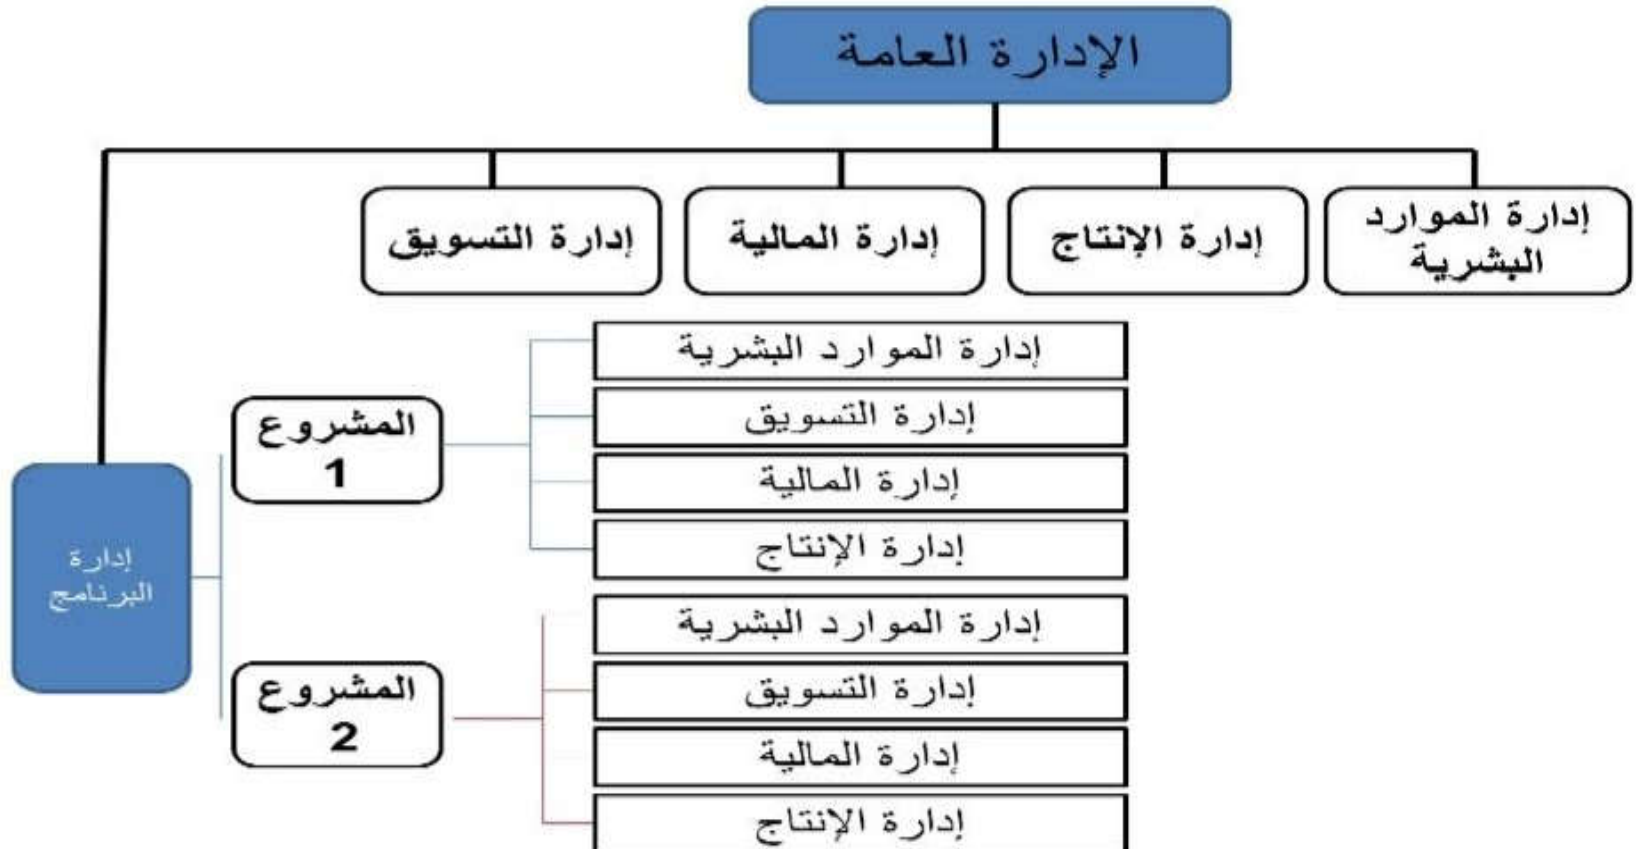 الإدارة العامة
إدارة الموارد
البشرية
إدارة الإنتاج
إدارة المالية
إدارة التسويق
إدارة
البرنامج
المشروع
1
إدارة الموارد البشرية
إدارة التسويق
إدارة المالية
إدارة الإنتاج
المشروع
2
إدارة الموارد البشرية
إدارة التسويق
إدارة المالية
إدارة الإنتاج